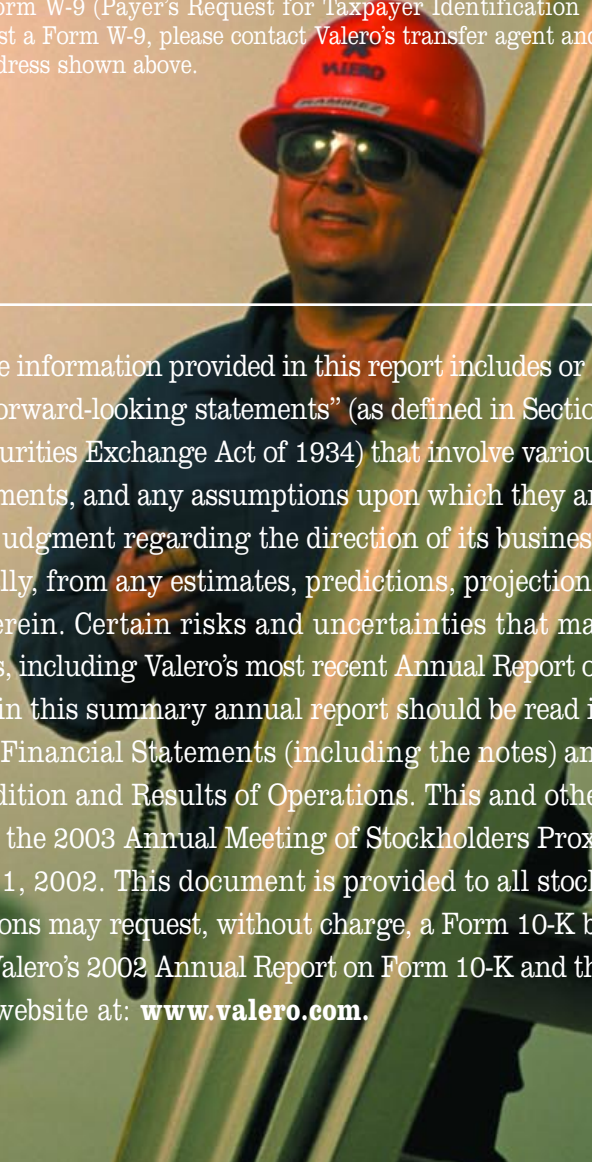 orm W-9 (Payer's Request for Taxpayer Identification
st a Form W-9, please contact Valero's transfer agent and
dress shown above.
VALERO
RAMIREZ
e information provided in this report includes or
orward-looking statements” (as defined in Sectio
urities Exchange Act of 1934) that involve variou
ments, and any assumptions upon which they a
udgment regarding the direction of its busines
lly, from any estimates, predictions, projection
erein. Certain risks and uncertainties that ma
s, including Valero's most recent Annual Report o
in this summary annual report should be read i
Financial Statements (including the notes) an
dition and Results of Operations. This and othe
the 2003 Annual Meeting of Stockholders Prox
1, 2002. This document is provided to all stock
ons may request, without charge, a Form 10-K b
Valero's 2002 Annual Report on Form 10-K and th
website at: www.valero.com.